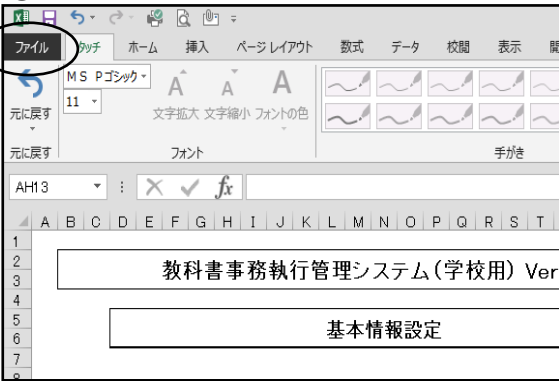 ファイル タッチ ホーム 挿入 ページレイアウト 数式 データ 校閲 表示
MS Pゴシック
11
元に戻す 文字拡大 文字縮小 フォントの色
元に戻す フォント 手がき
AH13 fx
A B C D E F G H I J K L M N O P Q R S T
1
2 教科書事務執行管理システム(学校用) Ver
3
4
5
6 基本情報設定
7